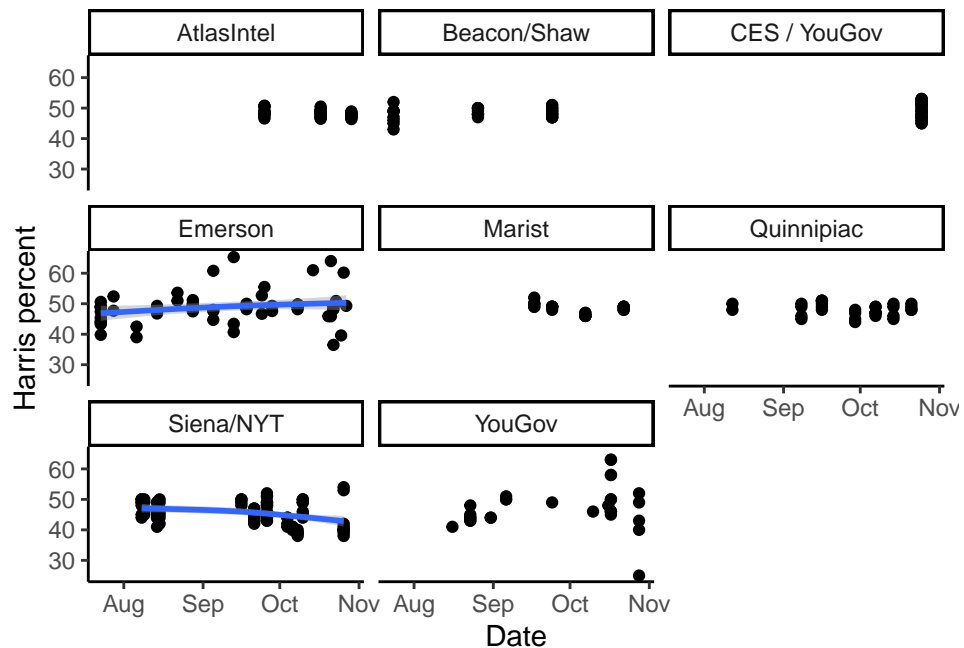 AtlasIntel Beacon/Shaw CES / YouGov
60
50
40
30
Emerson Marist Quinnipiac
60
50
40
30
Aug Sep Oct Nov
Siena/NYT YouGov
60
50
40
30
Aug Sep Oct Nov Aug Sep Oct Nov
Harris percent
Date